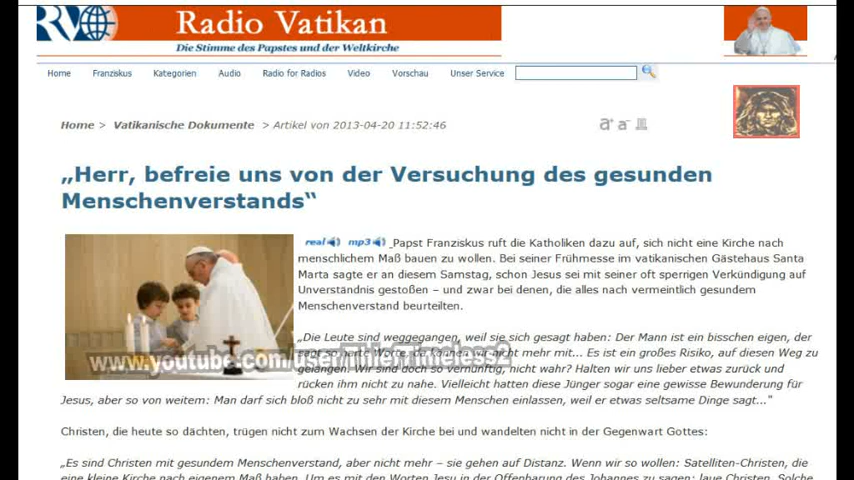 RV Radio Vatikan
Die Stimme des Papstes und der Weltkirche
Home Franziskus Kategorien Audio Radio for Radios Video Vorschau Unser Service
Home > Vatikanische Dokumente > Artikel von 2013-04-20 11:52:46
a+ a-
„Herr, befreie uns von der Versuchung des gesunden
Menschenverstands“
real mp3 Papst Franziskus ruft die Katholiken dazu auf, sich nicht eine Kirche nach
menschlichem Maß bauen zu wollen. Bei seiner Frühmesse im vatikanischen Gästehaus Santa
Marta sagte er an diesem Samstag, schon Jesus sei mit seiner oft sperrigen Verkündigung auf
Unverständnis gestoßen – und zwar bei denen, die alles nach vermeintlich gesundem
Menschenverstand beurteilten.
„Die Leute sind weggegangen, weil sie sich gesagt haben: Der Mann ist ein bisschen eigen, der
sagt so harte Worte, da können wir nicht mehr mit... Es ist ein großes Risiko, auf diesen Weg zu
www.youtube.com/user/TheTimeless2
gelangen. Wir sind doch so vernünftig, nicht wahr? Halten wir uns lieber etwas zurück und
rücken ihm nicht zu nahe. Vielleicht hatten diese Jünger sogar eine gewisse Bewunderung für
Jesus, aber so von weitem: Man darf sich bloß nicht zu sehr mit diesem Menschen einlassen, weil er etwas seltsame Dinge sagt...“
Christen, die heute so dächten, trügen nicht zum Wachsen der Kirche bei und wandelten nicht in der Gegenwart Gottes:
„Es sind Christen mit gesundem Menschenverstand, aber nicht mehr – sie gehen auf Distanz. Wenn wir so wollen: Satelliten-Christen, die
eine kleine Kirche nach eigenem Maß haben. Um es mit den Worten Jesu in der Offenbarung des Johannes zu sagen: laue Christen. Solche